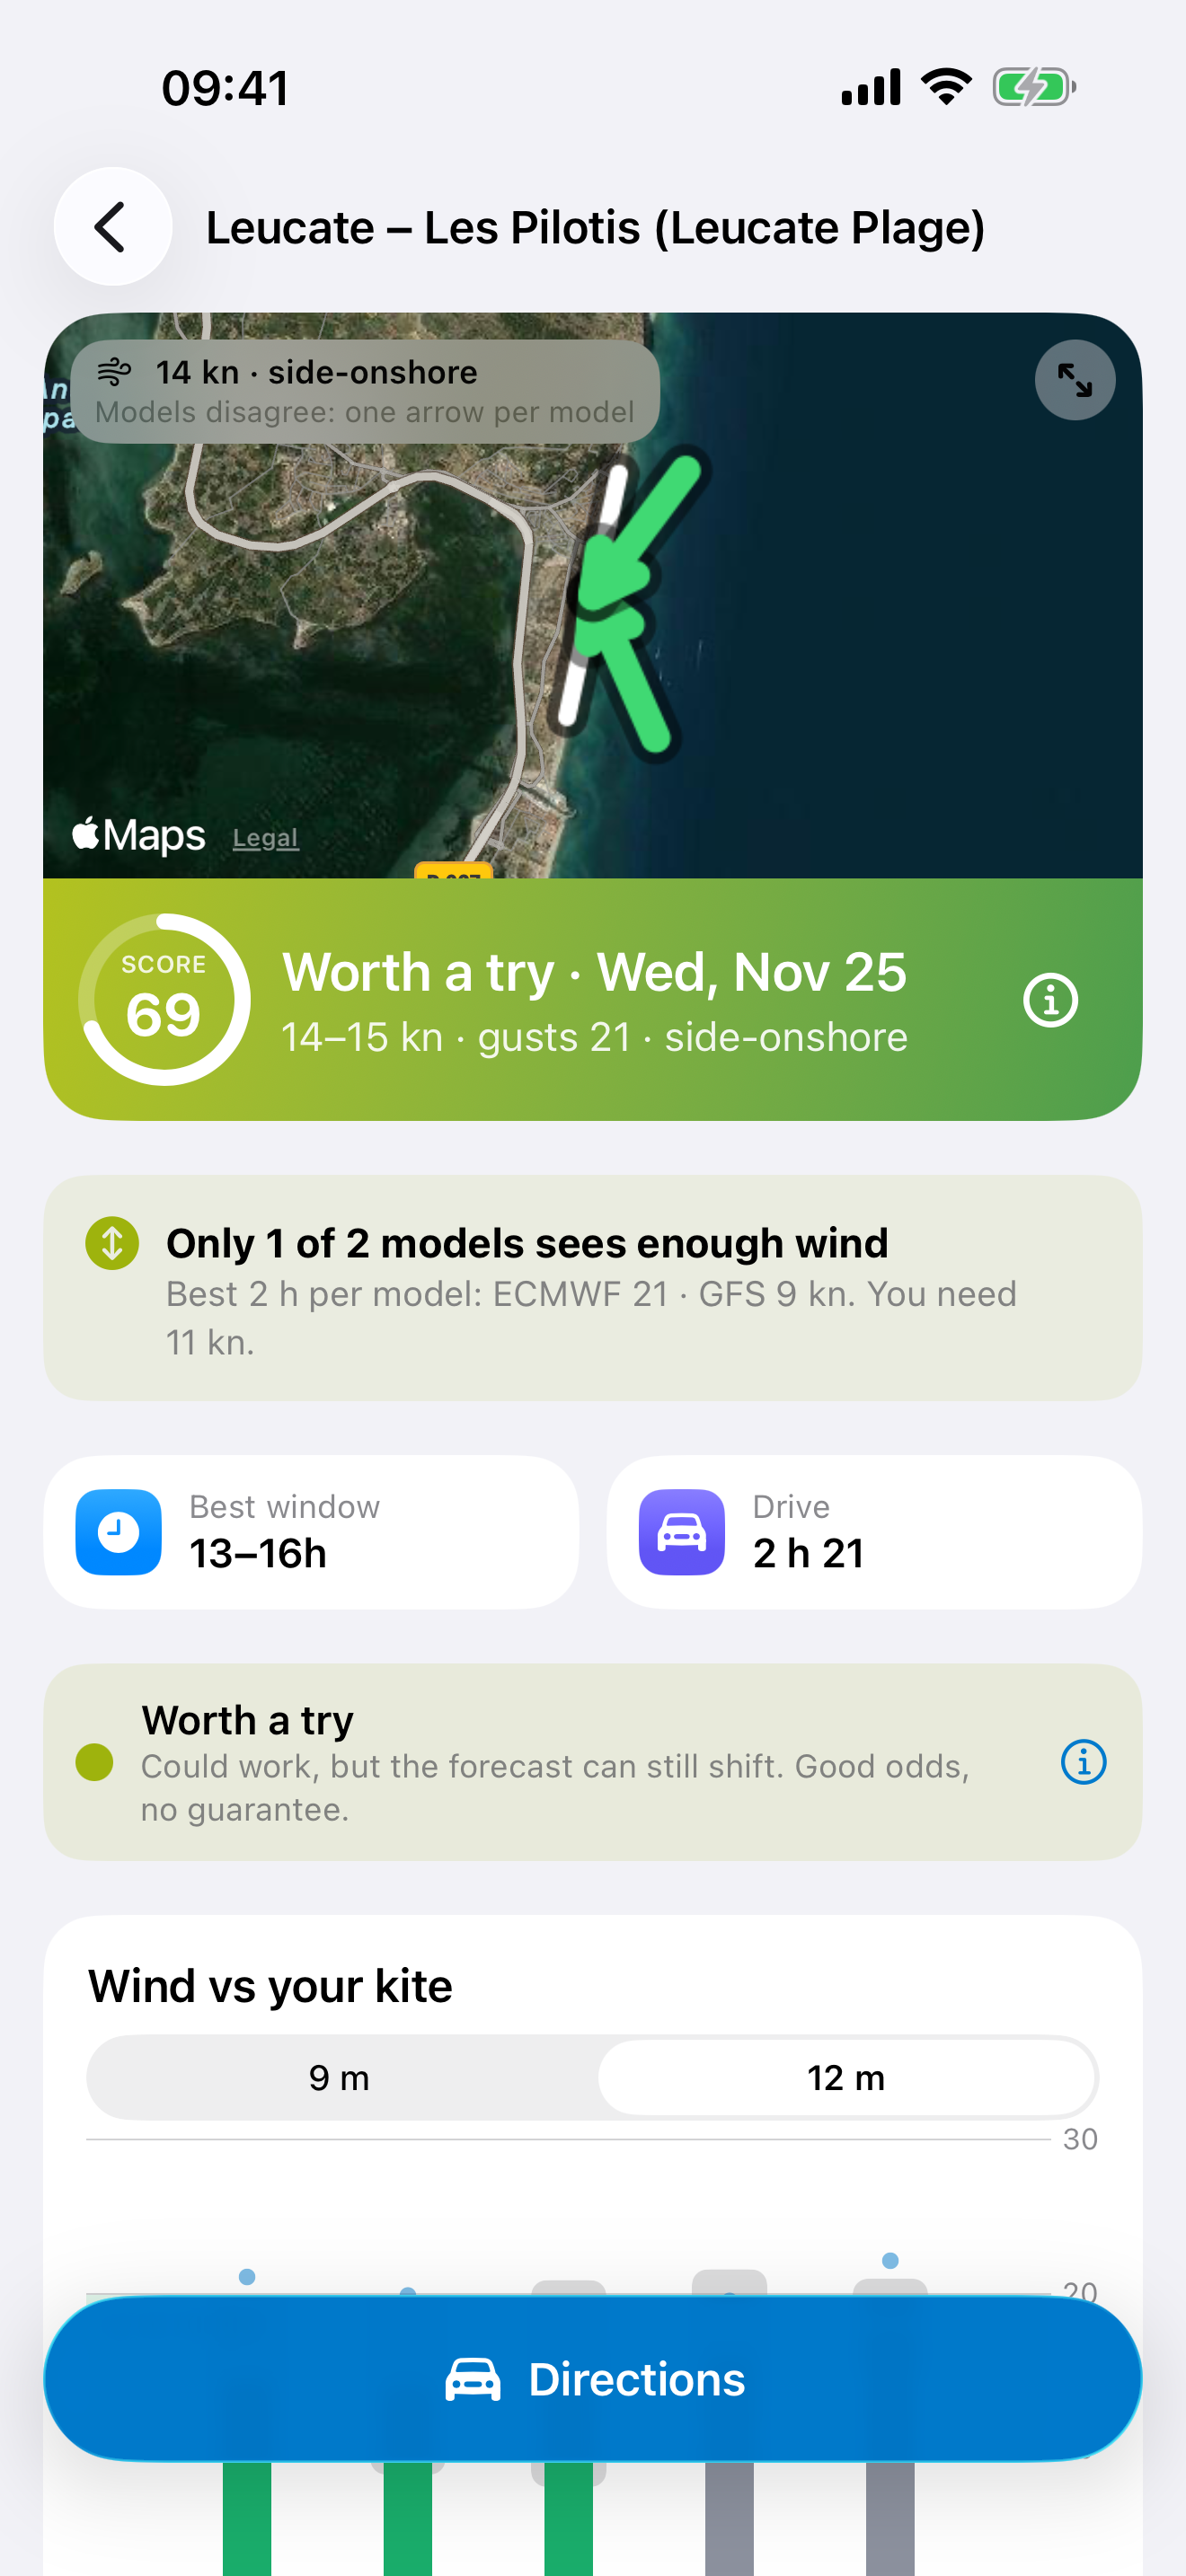 09:41
Leucate – Les Pilotis (Leucate Plage)
14 kn · side-onshore
Models disagree: one arrow per model
Maps Legal
SCORE
69
Worth a try · Wed, Nov 25
14–15 kn · gusts 21 · side-onshore
Only 1 of 2 models sees enough wind
Best 2 h per model: ECMWF 21 · GFS 9 kn. You need
11 kn.
Best window
13–16h
Drive
2 h 21
Worth a try
Could work, but the forecast can still shift. Good odds,
no guarantee.
Wind vs your kite
9 m
12 m
30
20
Directions